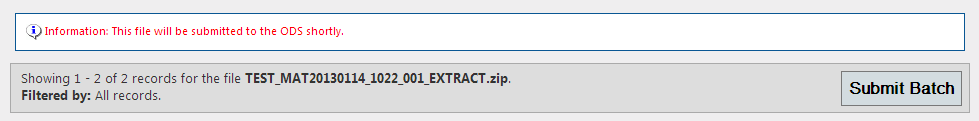 Information: This file will be submitted to the ODS shortly.
Showing 1 - 2 of 2 records for the file TEST_MAT20130114_1022_001_EXTRACT.zip.
Filtered by: All records.
Submit Batch